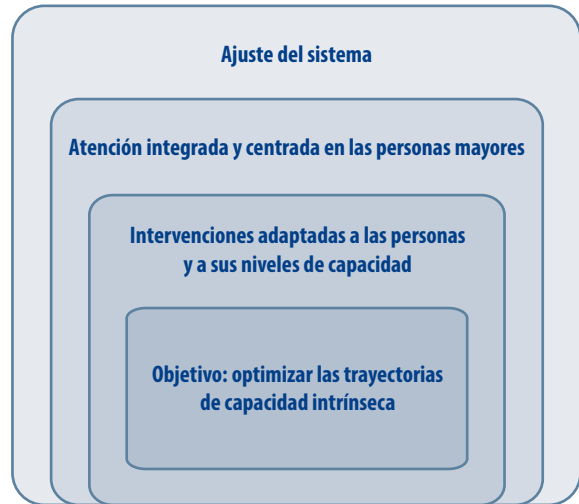 Ajuste del sistema
Atención integrada y centrada en las personas mayores
Intervenciones adaptadas a las personas
y a sus niveles de capacidad
Objetivo: optimizar las trayectorias
de capacidad intrínseca